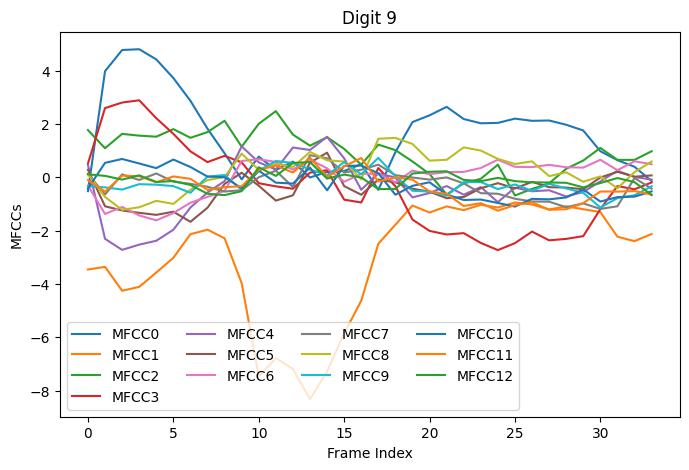 Digit 9
MFCCs
4
2
0
−2
−4
−6
−8
MFCC0 MFCC4 MFCC7 MFCC10
MFCC1 MFCC5 MFCC8 MFCC11
MFCC2 MFCC6 MFCC9 MFCC12
MFCC3
0 5 10 15 20 25 30
Frame Index